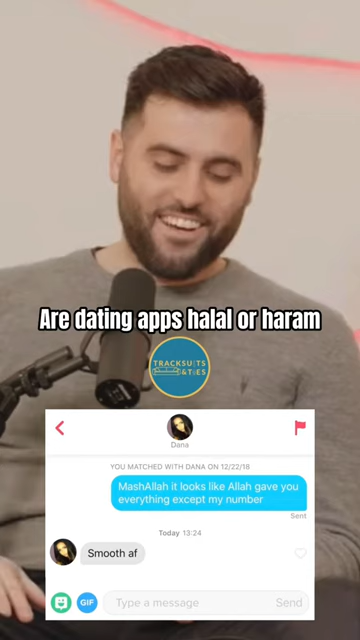 Are dating apps halal or haram
TRACKSUITS
&TIES
Dana
YOU MATCHED WITH DANA ON 12/22/18
MashAllah it looks like Allah gave you
everything except my number
Sent
Today 13:24
Smooth af
GIF
Type a message
Send